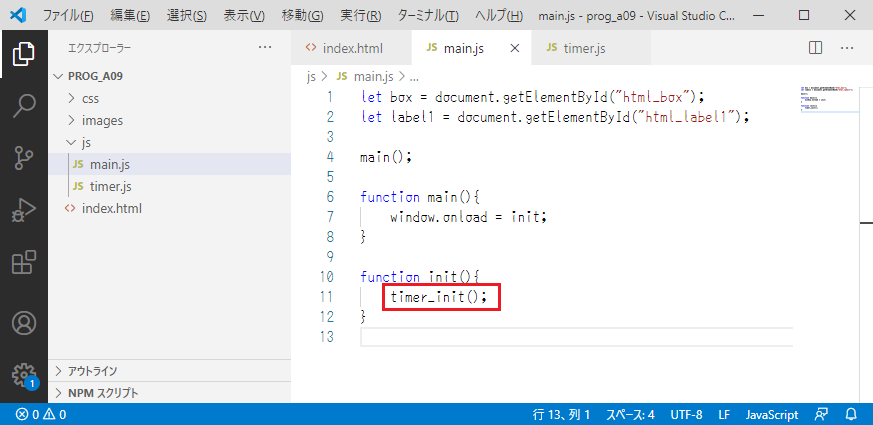 ファイル(F) 編集(E) 選択(S) 表示(V) 移動(G) 実行(R) ターミナル(T) ヘルプ(H) main.js - prog_a09 - Visual Studio C...
エクスプローラー ...
PROG_A09
css
images
js
JS main.js
JS timer.js
<> index.html
アウトライン
NPM スクリプト
<> index.html JS main.js × JS timer.js ...
js > JS main.js > ...
1 let box = document.getElementById("html_box");
2 let label1 = document.getElementById("html_label1");
3
4 main();
5
6 function main(){
7 window.onload = init;
8 }
9
10 function init(){
11 timer_init();
12 }
13
1
0 0 行 13、列 1 スペース: 4 UTF-8 LF JavaScript